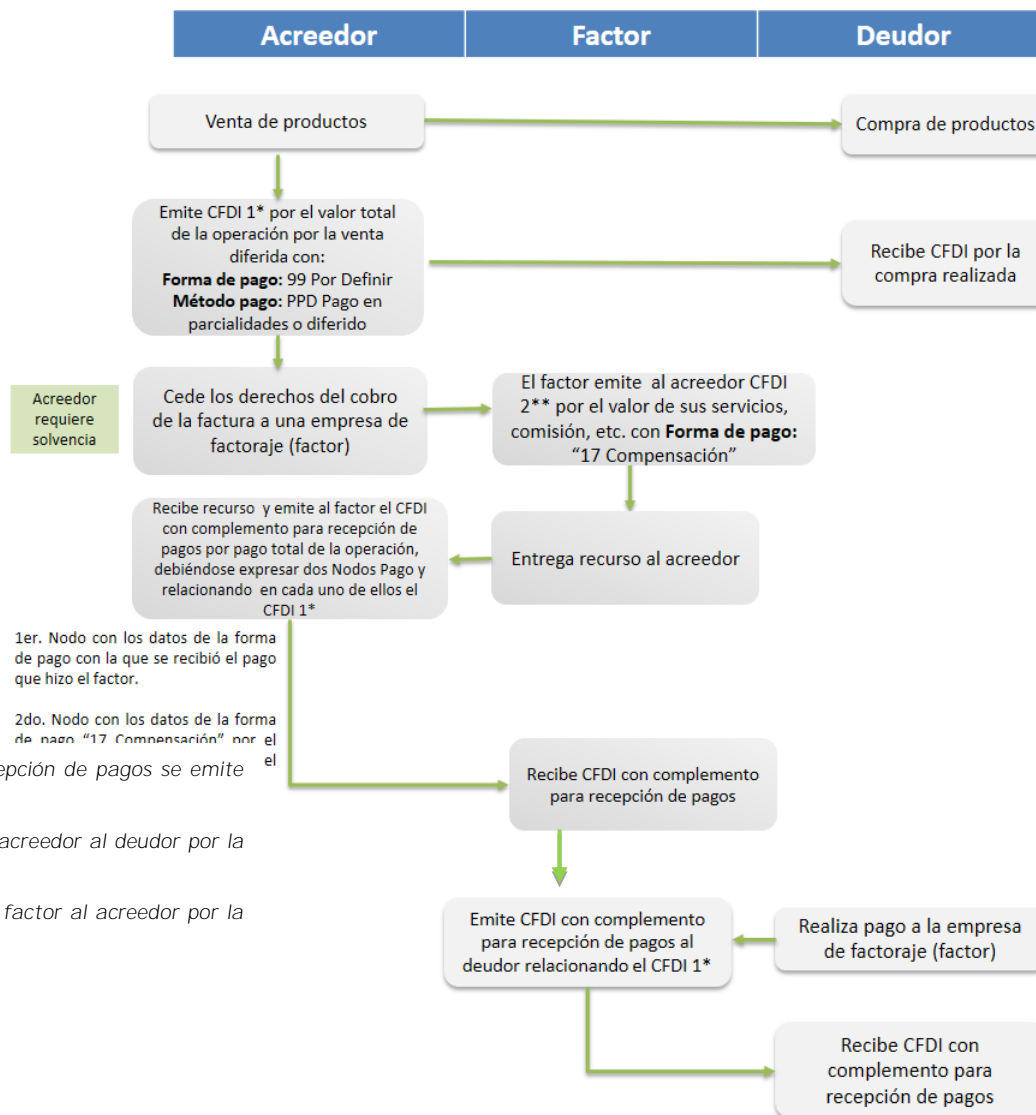 Acreedor
Factor
Deudor
Venta de productos
Compra de productos
Emite CFDI 1* por el valor total
de la operación por la venta
diferida con:
Forma de pago: 99 Por Definir
Método pago: PPD Pago en
parcialidades o diferido
Recibe CFDI por la
compra realizada
Acreedor
requiere
solvencia
Cede los derechos del cobro
de la factura a una empresa de
factoraje (factor)
El factor emite al acreedor CFDI
2** por el valor de sus servicios,
comisión, etc. con Forma de pago:
“17 Compensación”
Recibe recurso y emite al factor el CFDI
con complemento para recepción de
pagos por pago total de la operación,
debiéndose expresar dos Nodos Pago y
relacionando en cada uno de ellos el
CFDI 1*
Entrega recurso al acreedor
1er. Nodo con los datos de la forma
de pago con la que se recibió el pago
que hizo el factor.
2do. Nodo con los datos de la forma
de pago “17 Compensación” por el
el
epción de pagos se emite
acreedor al deudor por la
factor al acreedor por la
Recibe CFDI con complemento
para recepción de pagos
Emite CFDI con complemento
para recepción de pagos al
deudor relacionando el CFDI 1*
Realiza pago a la empresa
de factoraje (factor)
Recibe CFDI con
complemento para
recepción de pagos